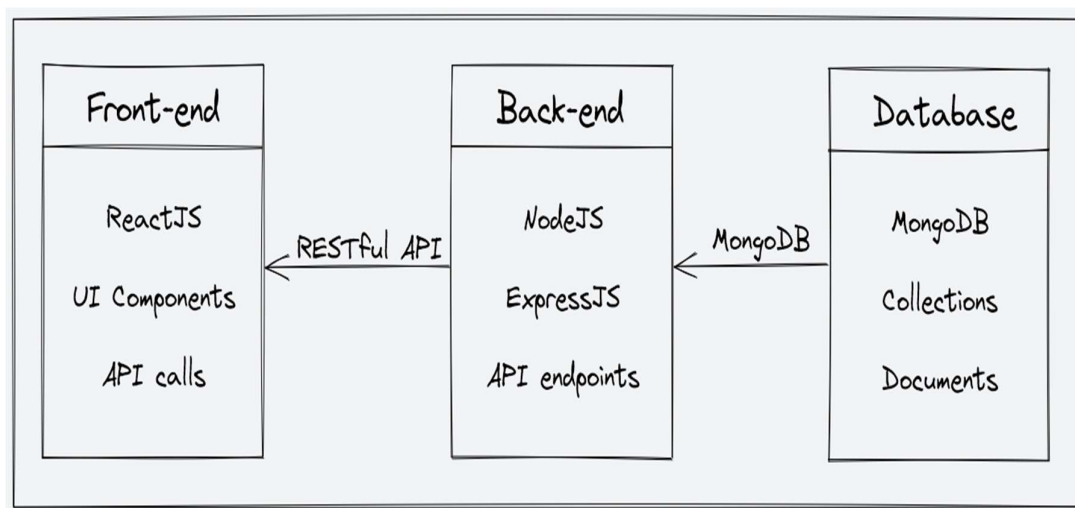 Front-end
ReactJS
UI Components
API calls
RESTful API
Back-end
NodeJS
ExpressJS
API endpoints
MongoDB
Database
MongoDB
Collections
Documents